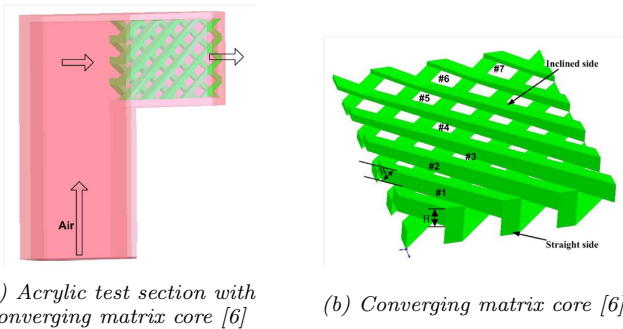 Air
) Acrylic test section with
onverging matrix core [6]
#7
#6
Inclined side
#5
#4
#3
#2
W
#1
H
Straight side
(b) Converging matrix core [6]